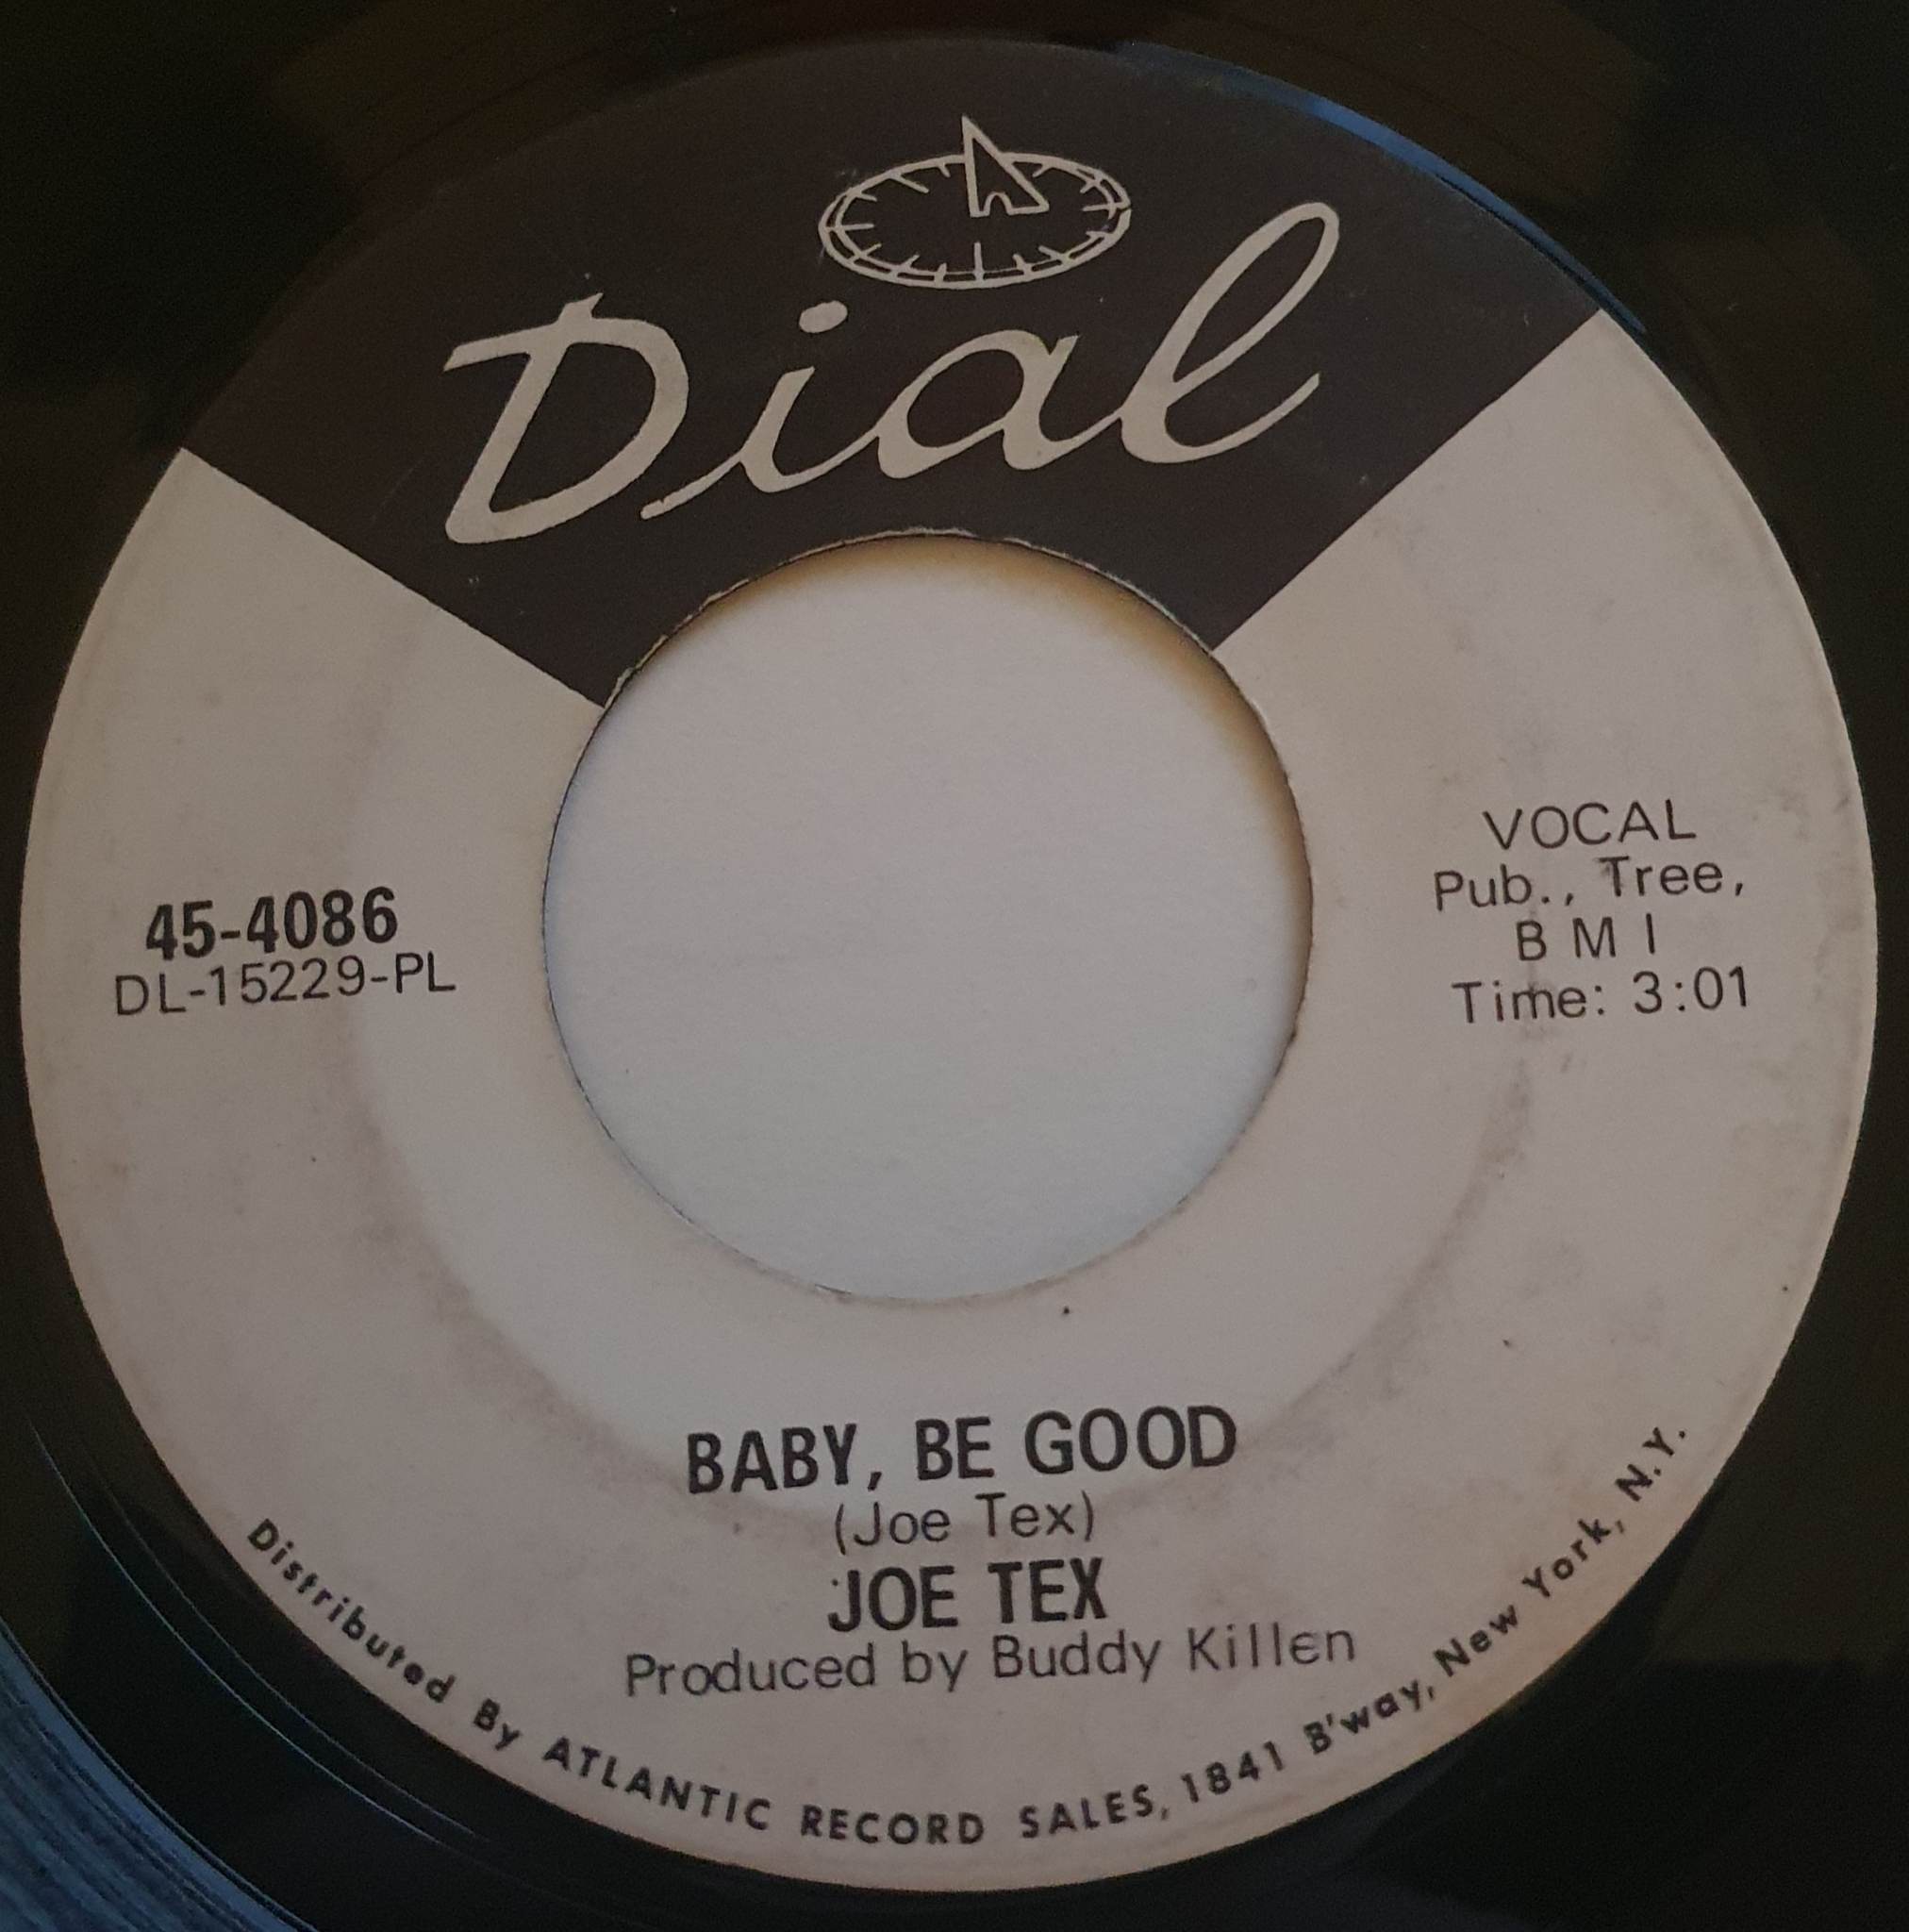 Dial
45-4086
DL-15229-PL
VOCAL
Pub., Tree,
B M I
Time: 3:01
BABY, BE GOOD
(Joe Tex)
JOE TEX
Produced by Buddy Killen
Distributed By ATLANTIC RECORD SALES, 1841 B'way, New York, N.Y.